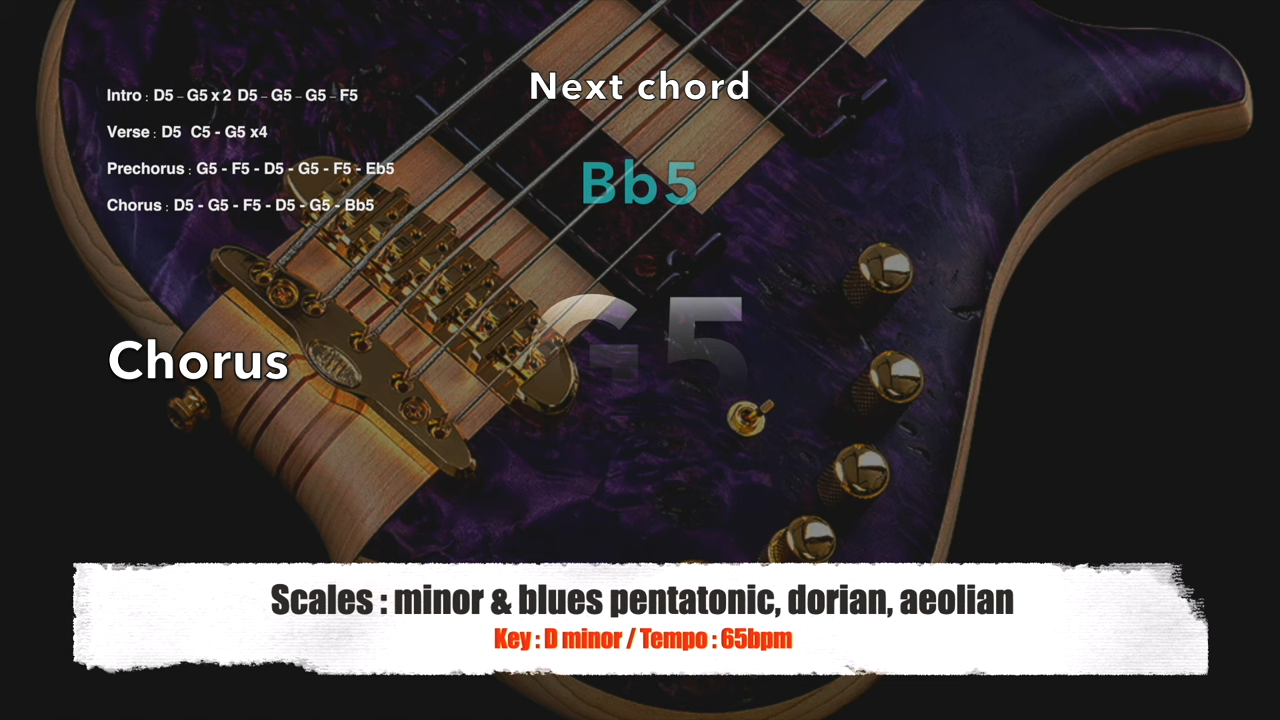 Next chord
Intro : D5 - G5 x 2 D5 - G5 - G5 - F5
Verse : D5 C5 - G5 x4
Prechorus : G5 - F5 - D5 - G5 - F5 - Eb5
Chorus : D5 - G5 - F5 - D5 - G5 - Bb5
Bb5
G5
Chorus
Scales : minor & blues pentatonic, dorian, aeolian
Key : D minor / Tempo : 65bpm